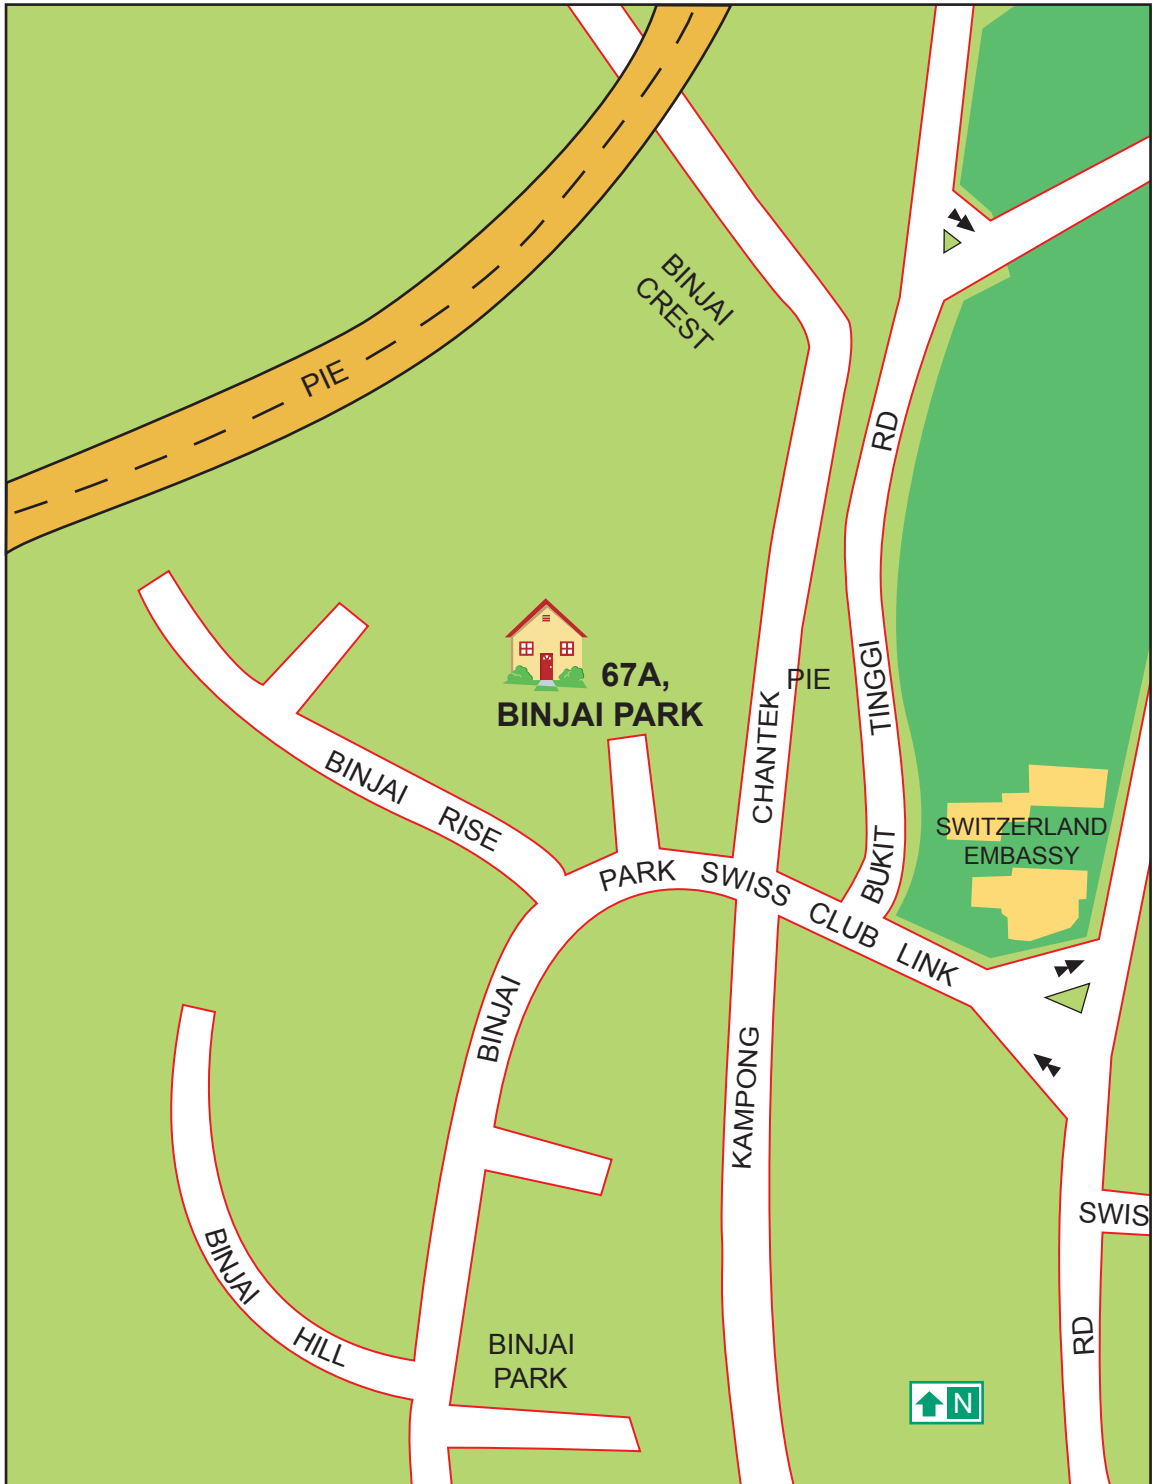 BINJAI
CREST
PIE
RD
67A,
BINJAI PARK
PIE
TINGGI
CHANTEK
BINJAI RISE
BUKIT
SWITZERLAND
EMBASSY
PARK SWISS CLUB LINK
BINJAI
KAMPONG
SWIS
BINJAI HILL
RD
BINJAI
PARK
N